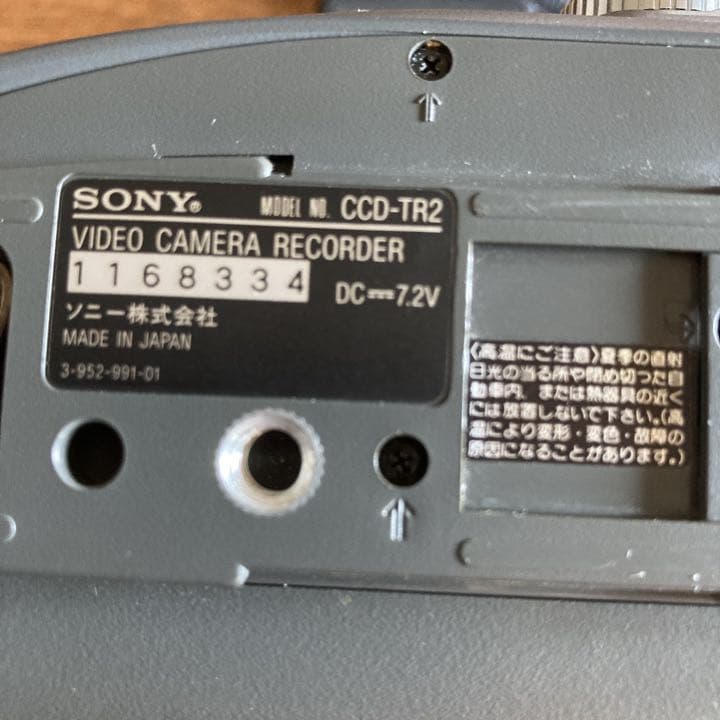 SONY® MODEL NO. CCD-TR2
VIDEO CAMERA RECORDER
1168334
DC⎓7.2V
ソニー株式会社
MADE IN JAPAN
3-952-991-01
〈高温にご注意〉夏季の直射
日光の当る所や閉め切った自
動車内、または熱器具の近く
には放置しないで下さい。(高
温により変形・変色・故障の
原因になることがあります。)